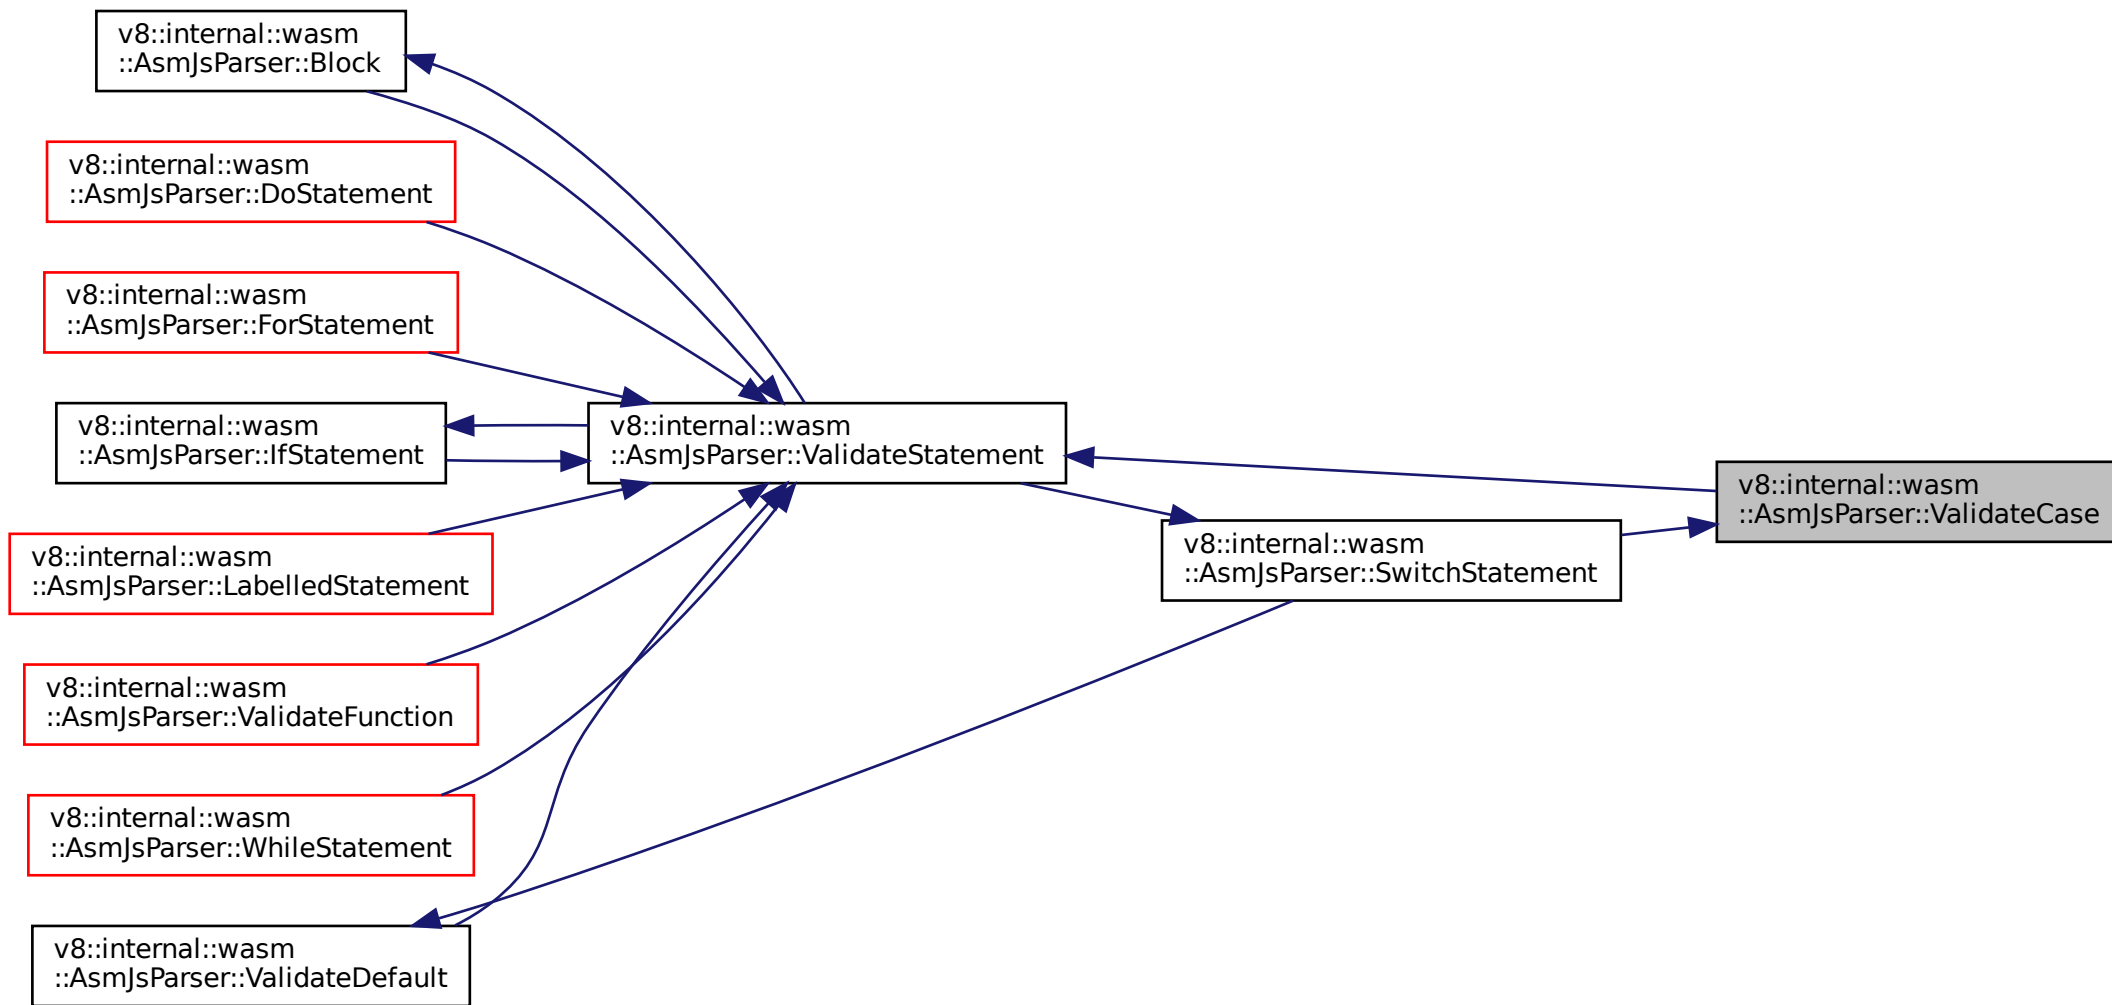 v8::internal::wasm
::AsmJsParser::Block
v8::internal::wasm
::AsmJsParser::DoStatement
v8::internal::wasm
::AsmJsParser::ForStatement
v8::internal::wasm
::AsmJsParser::IfStatement
v8::internal::wasm
::AsmJsParser::ValidateStatement
v8::internal::wasm
::AsmJsParser::ValidateCase
v8::internal::wasm
::AsmJsParser::SwitchStatement
v8::internal::wasm
::AsmJsParser::LabelledStatement
v8::internal::wasm
::AsmJsParser::ValidateFunction
v8::internal::wasm
::AsmJsParser::WhileStatement
v8::internal::wasm
::AsmJsParser::ValidateDefault